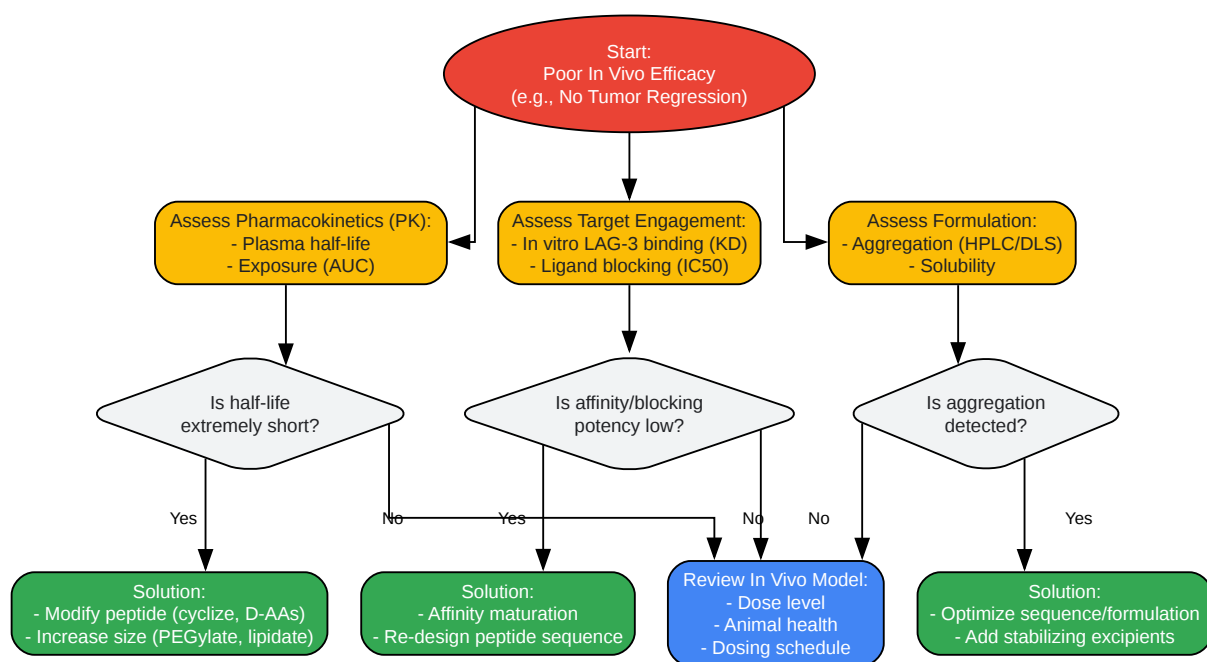 Start:
Poor In Vivo Efficacy
(e.g., No Tumor Regression)
Assess Pharmacokinetics (PK):
- Plasma half-life
- Exposure (AUC)
Assess Target Engagement:
- In vitro LAG-3 binding (KD)
- Ligand blocking (IC50)
Assess Formulation:
- Aggregation (HPLC/DLS)
- Solubility
Is half-life
extremely short?
Is affinity/blocking
potency low?
Is aggregation
detected?
Yes
No
Yes
No
No
Yes
Solution:
- Modify peptide (cyclize, D-AAs)
- Increase size (PEGylate, lipidate)
Solution:
- Affinity maturation
- Re-design peptide sequence
Review In Vivo Model:
- Dose level
- Animal health
- Dosing schedule
Solution:
- Optimize sequence/formulation
- Add stabilizing excipients